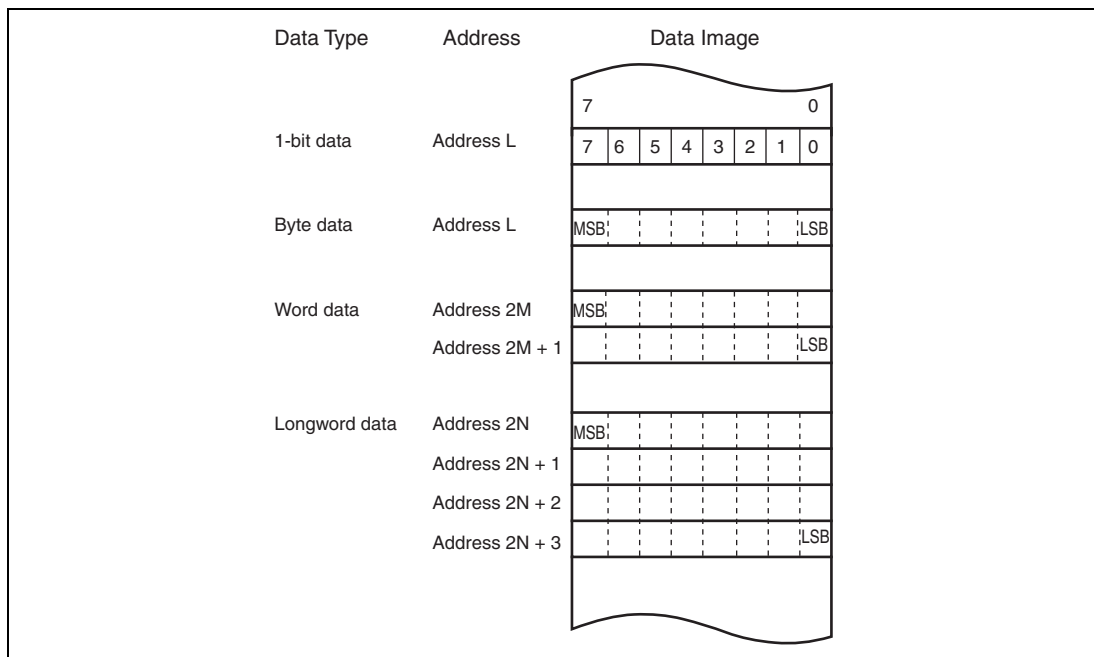 Data Type Address Data Image
7 0
1-bit data Address L 7 6 5 4 3 2 1 0
Byte data Address L MSB LSB
Word data Address 2M MSB
Address 2M + 1 LSB
Longword data Address 2N MSB
Address 2N + 1
Address 2N + 2
Address 2N + 3 LSB